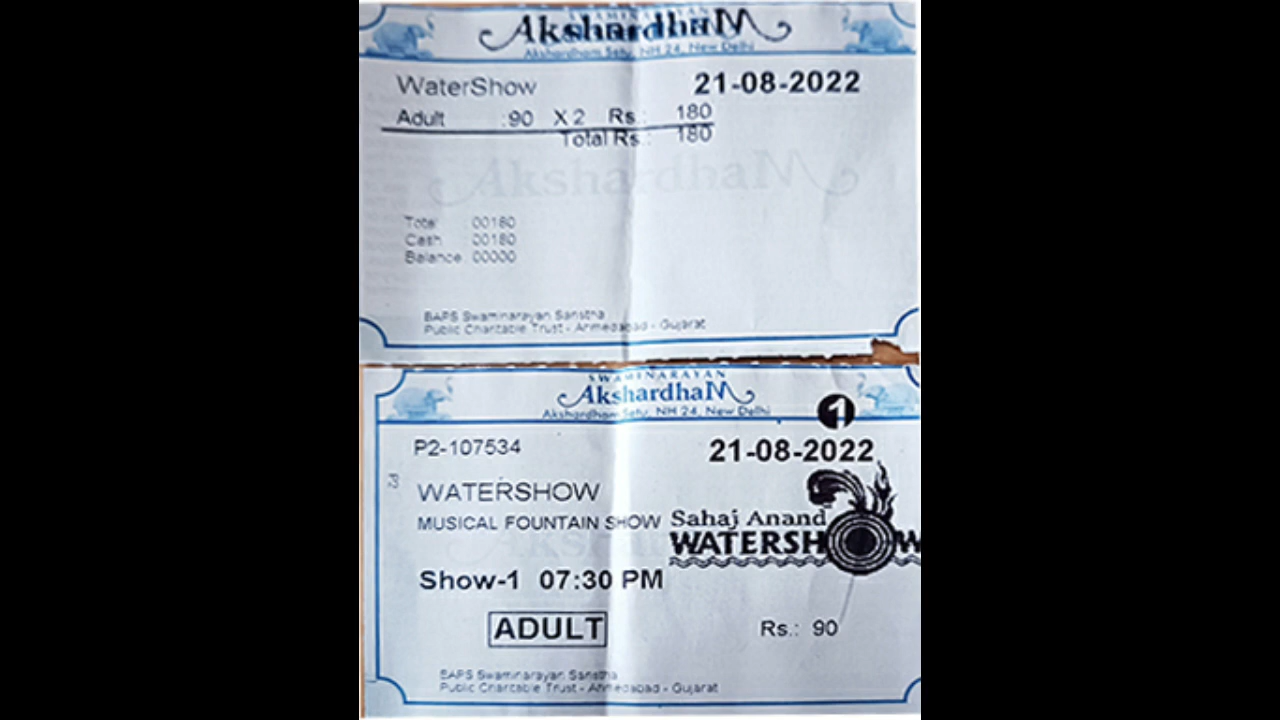 SWAMINARAYAN
AkshardhaM
Akshardham Setu, NH 24, New Delhi
WaterShow 21-08-2022
Adult :90 X 2 Rs.: 180
Total Rs.: 180
AkshardhaM
Total : 00180
Cash : 00180
Balance: 00000
BAPS Swaminarayan Sanstha
Public Charitable Trust - Ahmedabad - Gujarat
SWAMINARAYAN
AkshardhaM
Akshardham Setu, NH 24, New Delhi
1
P2-107534 21-08-2022
WATERSHOW
MUSICAL FOUNTAIN SHOW
Sahaj Anand
WATERSHOW
Show-1 07:30 PM
ADULT Rs.: 90
BAPS Swaminarayan Sanstha
Public Charitable Trust - Ahmedabad - Gujarat